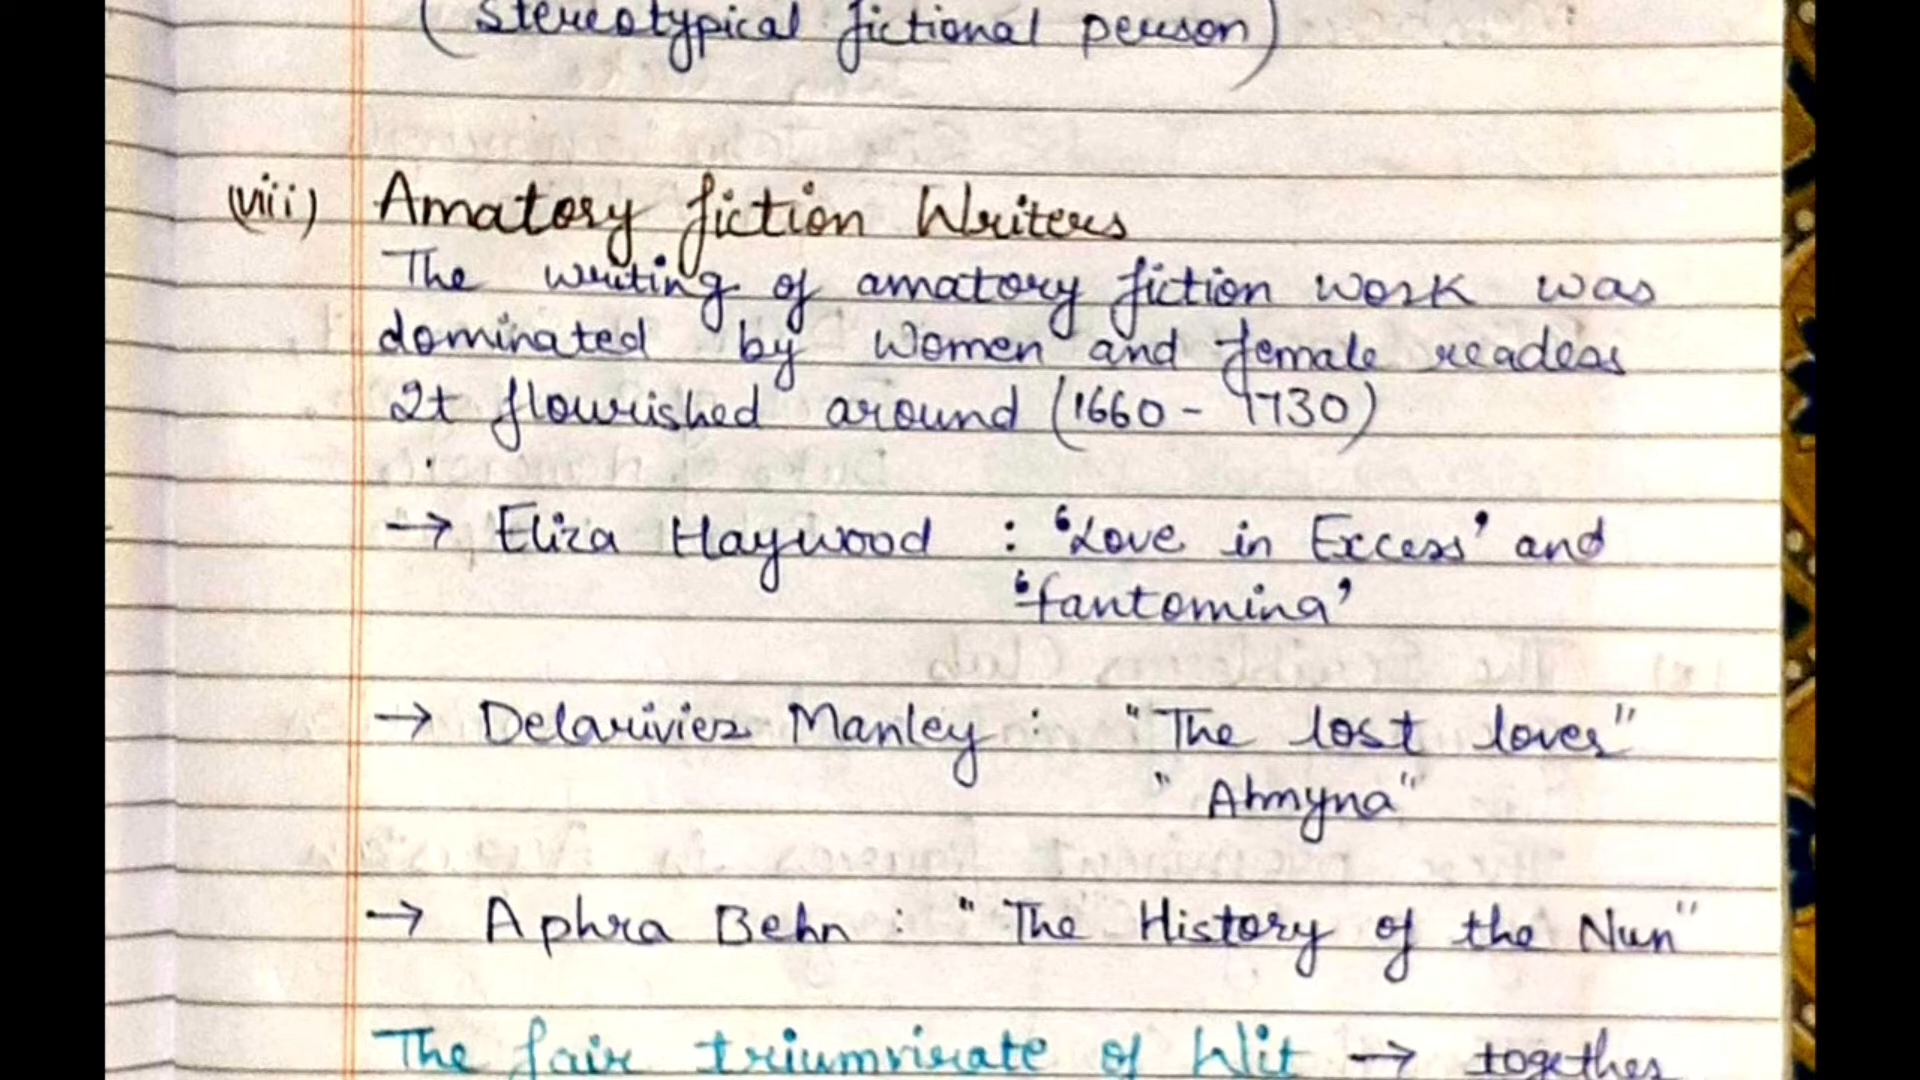 (stereotypical fictional person)
(viii) Amatory fiction Writers
The writing of amatory fiction work was
dominated by women and female readers
It flourished around (1660 - 1730)
→ Eliza Haywood : 'Love in Excess' and
'fantomina'
→ Delarivier Manley : "The lost lover"
"Almyna"
→ Aphra Behn : "The History of the Nun"
The fair triumvirate of Wit → together